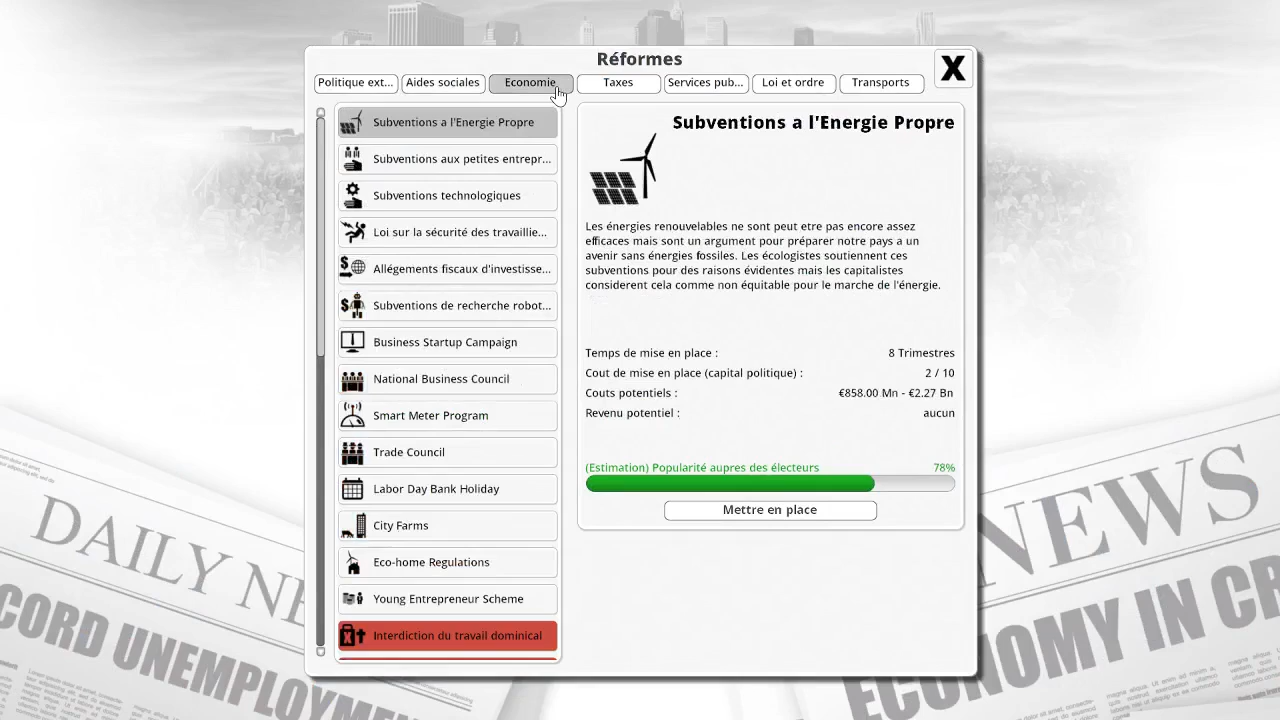 Réformes
X
Politique ext...
Aides sociales
Economie
Taxes
Services pub...
Loi et ordre
Transports
Subventions a l'Energie Propre
Subventions aux petites entrepr...
Subventions technologiques
Loi sur la sécurité des travaillie...
Allégements fiscaux d'investisse...
Subventions de recherche robot...
Business Startup Campaign
National Business Council
Smart Meter Program
Trade Council
Labor Day Bank Holiday
City Farms
Eco-home Regulations
Young Entrepreneur Scheme
Interdiction du travail dominical
Subventions a l'Energie Propre
Les énergies renouvelables ne sont peut etre pas encore assez
efficaces mais sont un argument pour préparer notre pays a un
avenir sans énergies fossiles. Les écologistes soutiennent ces
subventions pour des raisons évidentes mais les capitalistes
considerent cela comme non équitable pour le marche de l'énergie.
Temps de mise en place : 8 Trimestres
Cout de mise en place (capital politique) : 2 / 10
Couts potentiels : €858.00 Mn - €2.27 Bn
Revenu potentiel : aucun
(Estimation) Popularité aupres des électeurs 78%
Mettre en place
DAILY NE
CORD UNEMPLOYM
NEWS
ECONOMY IN CR